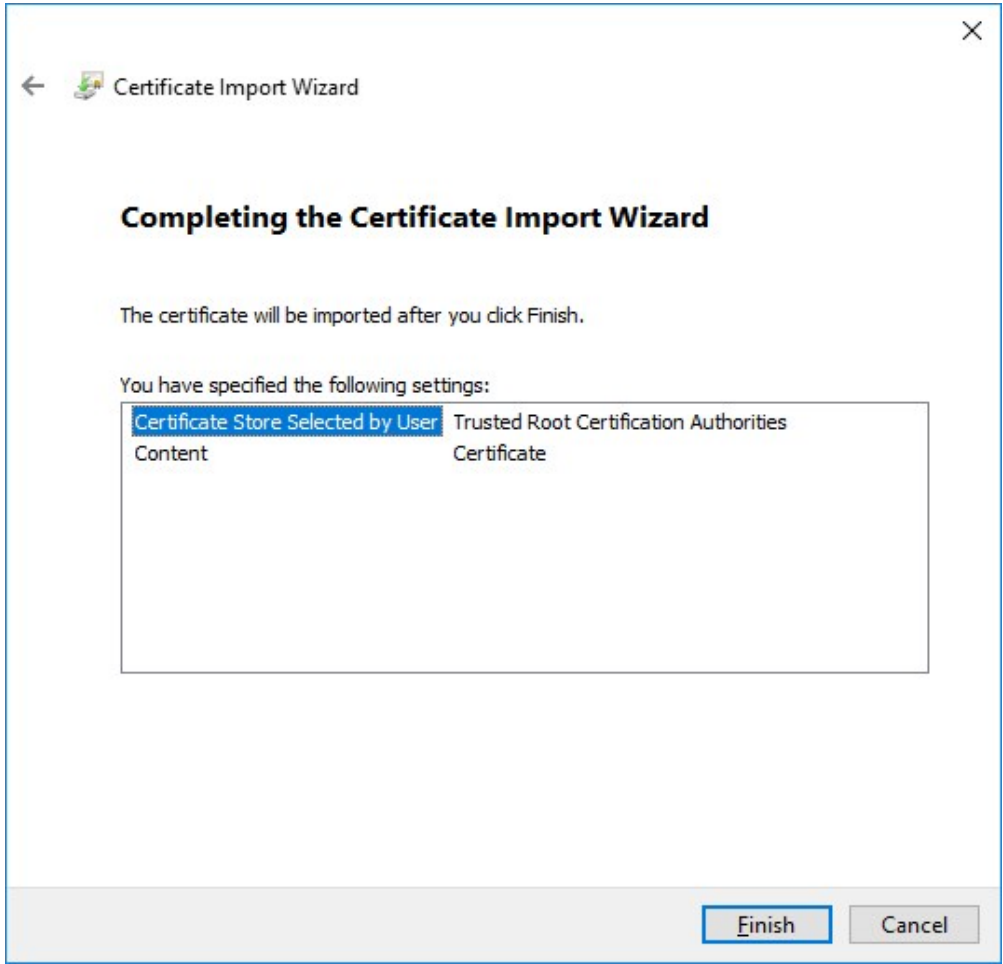 Certificate Import Wizard
Completing the Certificate Import Wizard
The certificate will be imported after you click Finish.
You have specified the following settings:
Certificate Store Selected by User Trusted Root Certification Authorities
Content Certificate
Finish Cancel